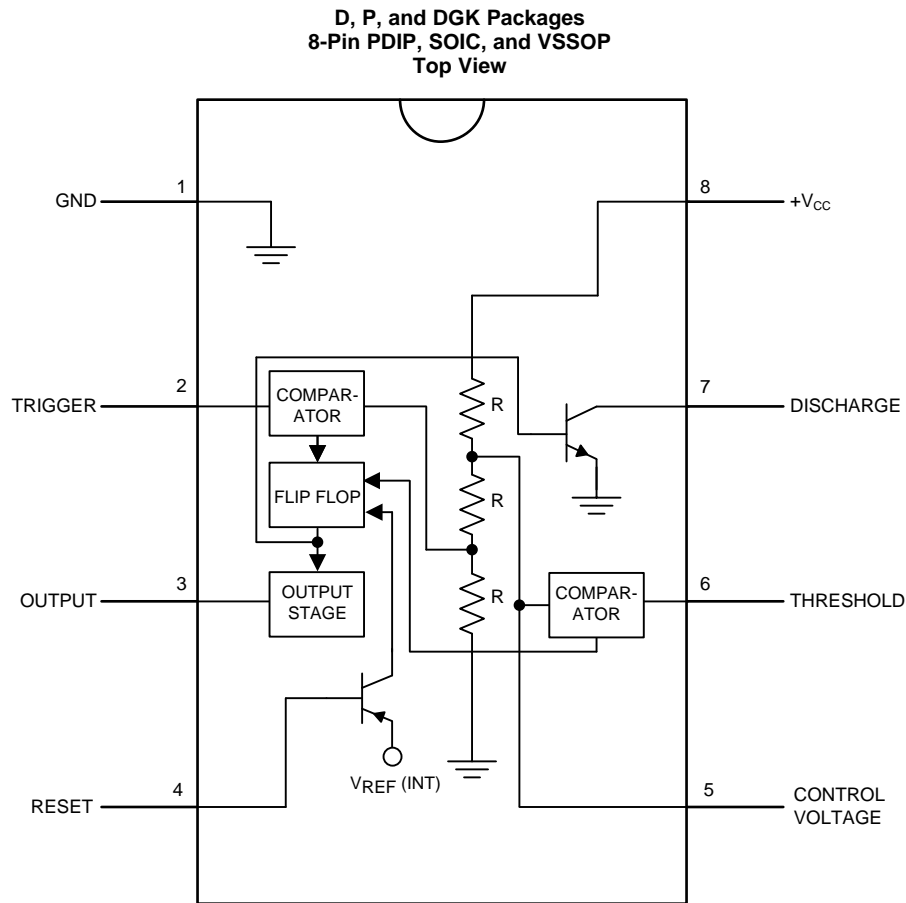 D, P, and DGK Packages
8-Pin PDIP, SOIC, and VSSOP
Top View
GND
1
8
+VCC
TRIGGER
2
COMPAR-
ATOR
R
7
DISCHARGE
FLIP FLOP
R
OUTPUT
3
OUTPUT
STAGE
R
COMPAR-
ATOR
6
THRESHOLD
VREF (INT)
RESET
4
5
CONTROL
VOLTAGE